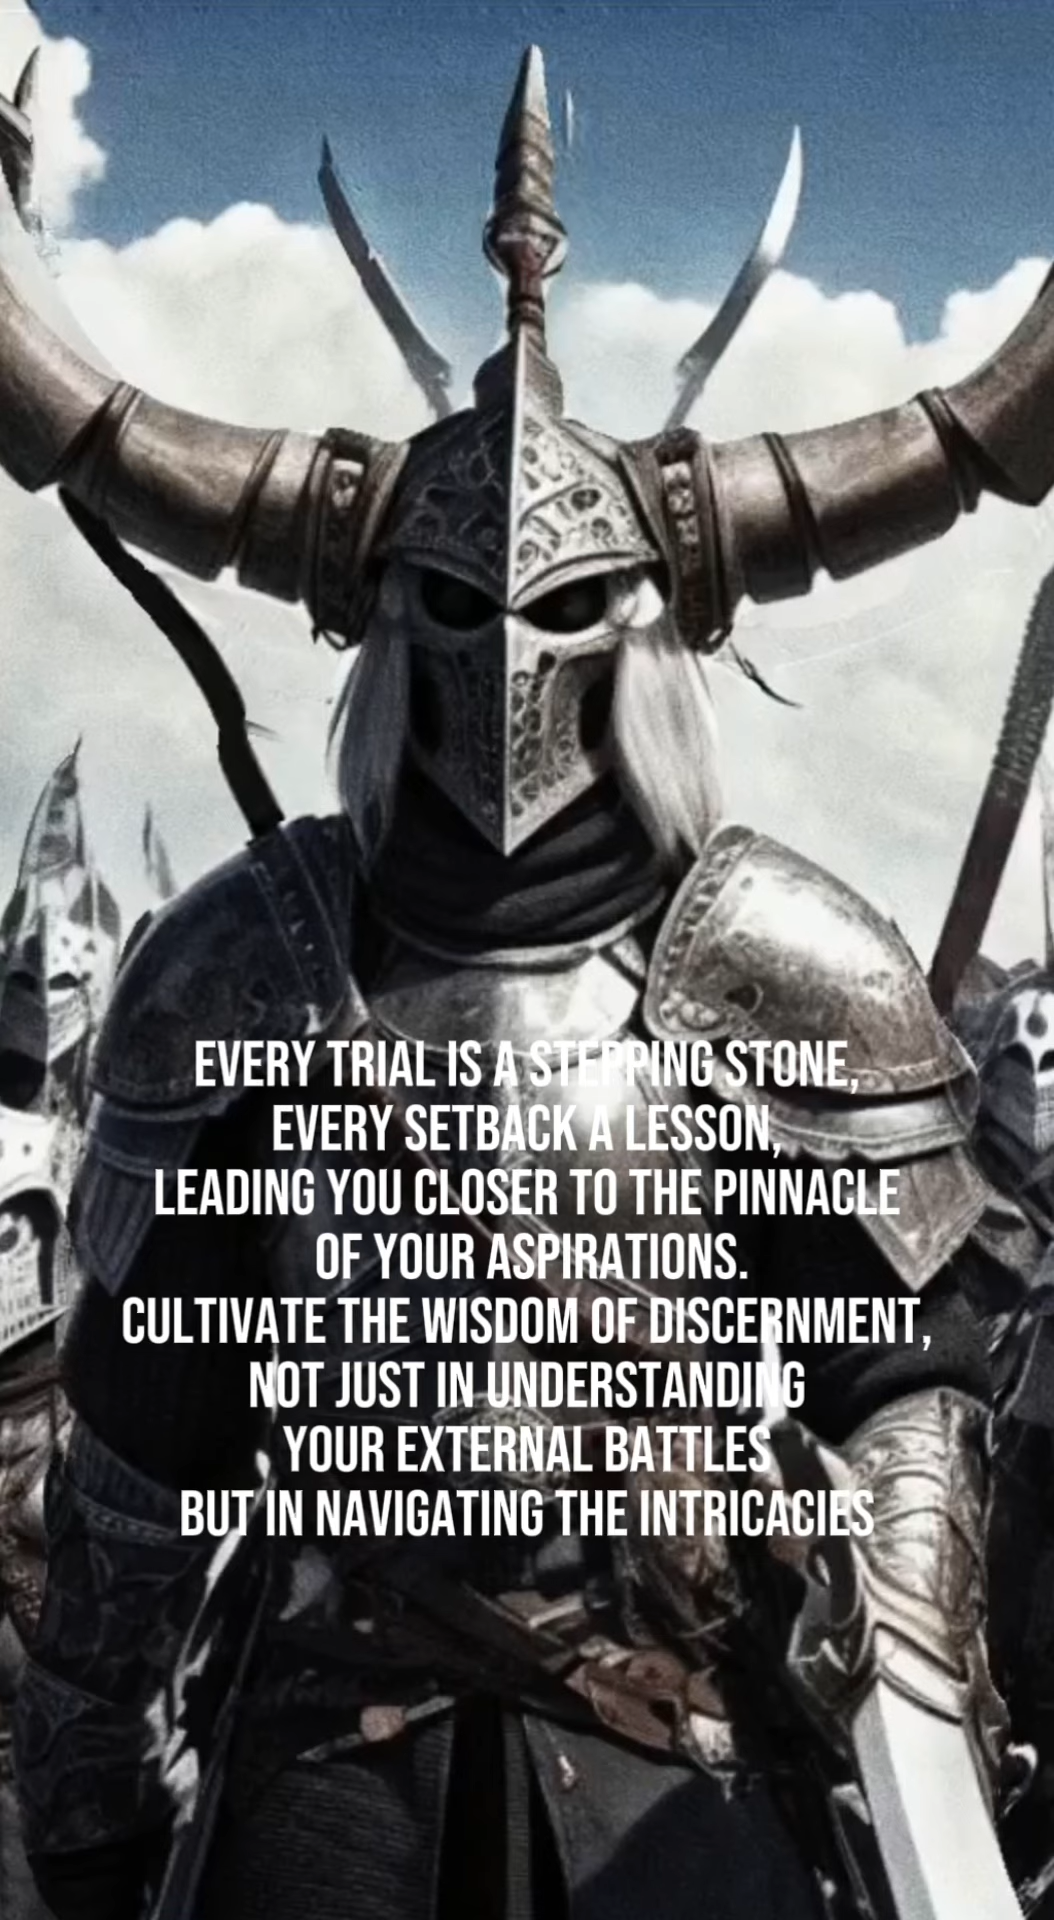 EVERY TRIAL IS A STEPPING STONE,
EVERY SETBACK A LESSON,
LEADING YOU CLOSER TO THE PINNACLE
OF YOUR ASPIRATIONS.
CULTIVATE THE WISDOM OF DISCERNMENT,
NOT JUST IN UNDERSTANDING
YOUR EXTERNAL BATTLES
BUT IN NAVIGATING THE INTRICACIES